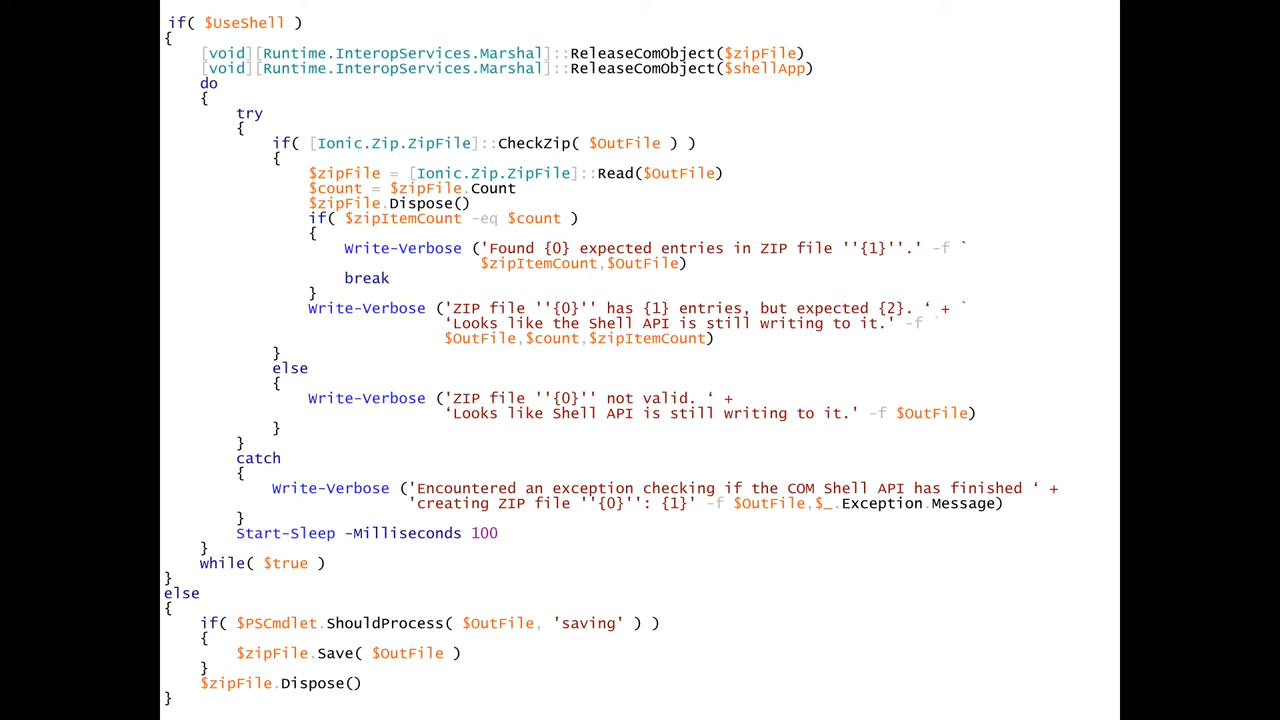 if( $UseShell )
{
    [void][Runtime.InteropServices.Marshal]::ReleaseComObject($zipFile)
    [void][Runtime.InteropServices.Marshal]::ReleaseComObject($shellApp)
    do
    {
        try
        {
            if( [Ionic.Zip.ZipFile]::CheckZip( $OutFile ) )
            {
                $zipFile = [Ionic.Zip.ZipFile]::Read($OutFile)
                $count = $zipFile.Count
                $zipFile.Dispose()
                if( $zipItemCount -eq $count )
                {
                    Write-Verbose ('Found {0} expected entries in ZIP file ''{1}''.' -f `
                                   $zipItemCount,$OutFile)
                    break
                }
                Write-Verbose ('ZIP file ''{0}'' has {1} entries, but expected {2}. ‘ + `
                               ‘Looks like the Shell API is still writing to it.' -f `
                               $OutFile,$count,$zipItemCount)
            }
            else
            {
                Write-Verbose ('ZIP file ''{0}'' not valid. ‘ +
                               ‘Looks like Shell API is still writing to it.' -f $OutFile)
            }
        }
        catch
        {
            Write-Verbose ('Encountered an exception checking if the COM Shell API has finished ‘ +
                           'creating ZIP file ''{0}'': {1}' -f $OutFile,$_.Exception.Message)
        }
        Start-Sleep -Milliseconds 100
    }
    while( $true )
}
else
{
    if( $PSCmdlet.ShouldProcess( $OutFile, 'saving' ) )
    {
        $zipFile.Save( $OutFile )
    }
    $zipFile.Dispose()
}